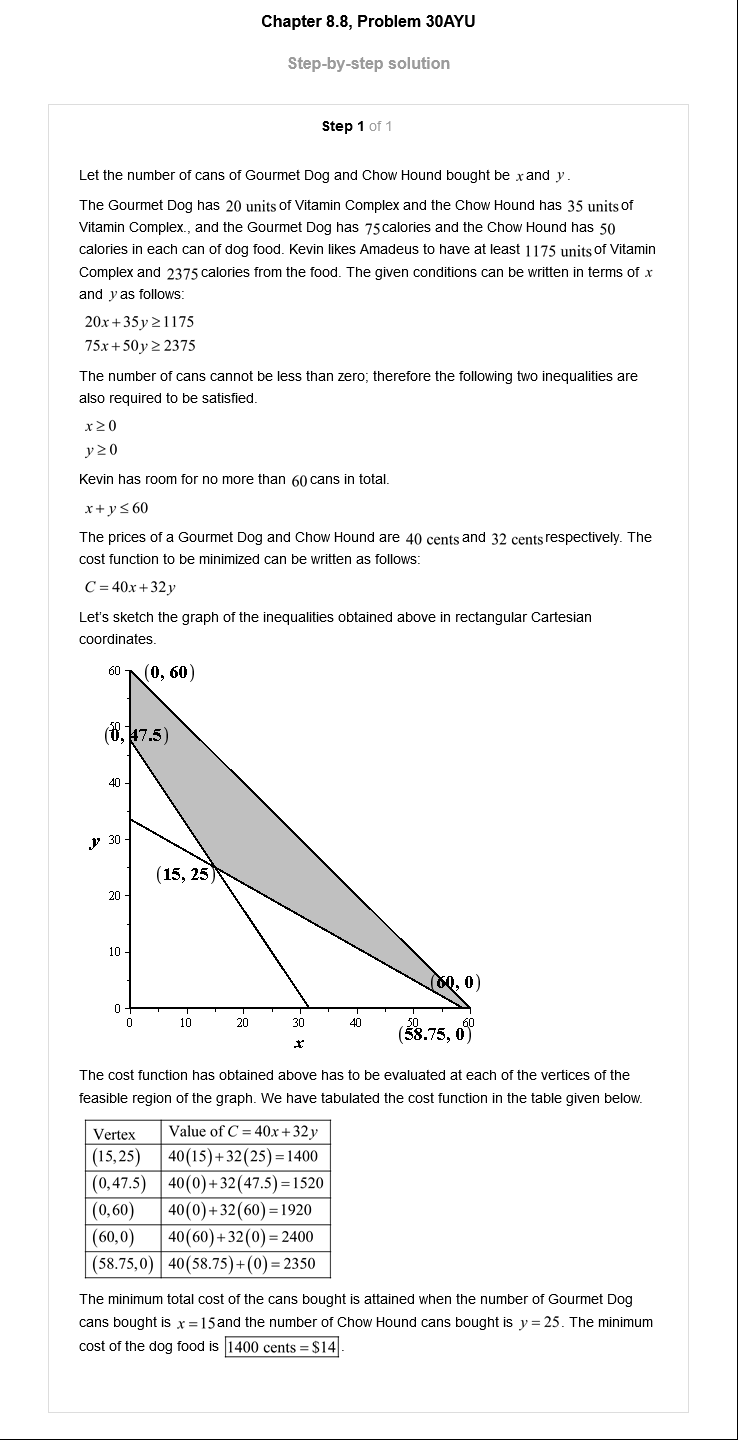 Chapter 8.8, Problem 30AYU
Step-by-step solution
Step 1 of 1
Let the number of cans of Gourmet Dog and Chow Hound bought be x and y.
The Gourmet Dog has 20 units of Vitamin Complex and the Chow Hound has 35 units of
Vitamin Complex., and the Gourmet Dog has 75 calories and the Chow Hound has 50
calories in each can of dog food. Kevin likes Amadeus to have at least 1175 units of Vitamin
Complex and 2375 calories from the food. The given conditions can be written in terms of x
and y as follows:
20x+35y ≥ 1175
75x+50y ≥ 2375
The number of cans cannot be less than zero; therefore the following two inequalities are
also required to be satisfied.
x ≥ 0
y ≥ 0
Kevin has room for no more than 60 cans in total.
x+y ≤ 60
The prices of a Gourmet Dog and Chow Hound are 40 cents and 32 cents respectively. The
cost function to be minimized can be written as follows:
C = 40x+32y
Let's sketch the graph of the inequalities obtained above in rectangular Cartesian
coordinates.
60 (0, 60)
50
(0, 47.5)
40
y 30
(15, 25)
20
10
(60, 0)
0
0 10 20 30 40 50 60
(58.75, 0)
x
The cost function has obtained above has to be evaluated at each of the vertices of the
feasible region of the graph. We have tabulated the cost function in the table given below.
Vertex Value of C = 40x+32y
(15,25) 40(15)+32(25)=1400
(0,47.5) 40(0)+32(47.5)=1520
(0,60) 40(0)+32(60)=1920
(60,0) 40(60)+32(0)=2400
(58.75,0) 40(58.75)+(0)=2350
The minimum total cost of the cans bought is attained when the number of Gourmet Dog
cans bought is x=15 and the number of Chow Hound cans bought is y=25. The minimum
cost of the dog food is 1400 cents = $14.